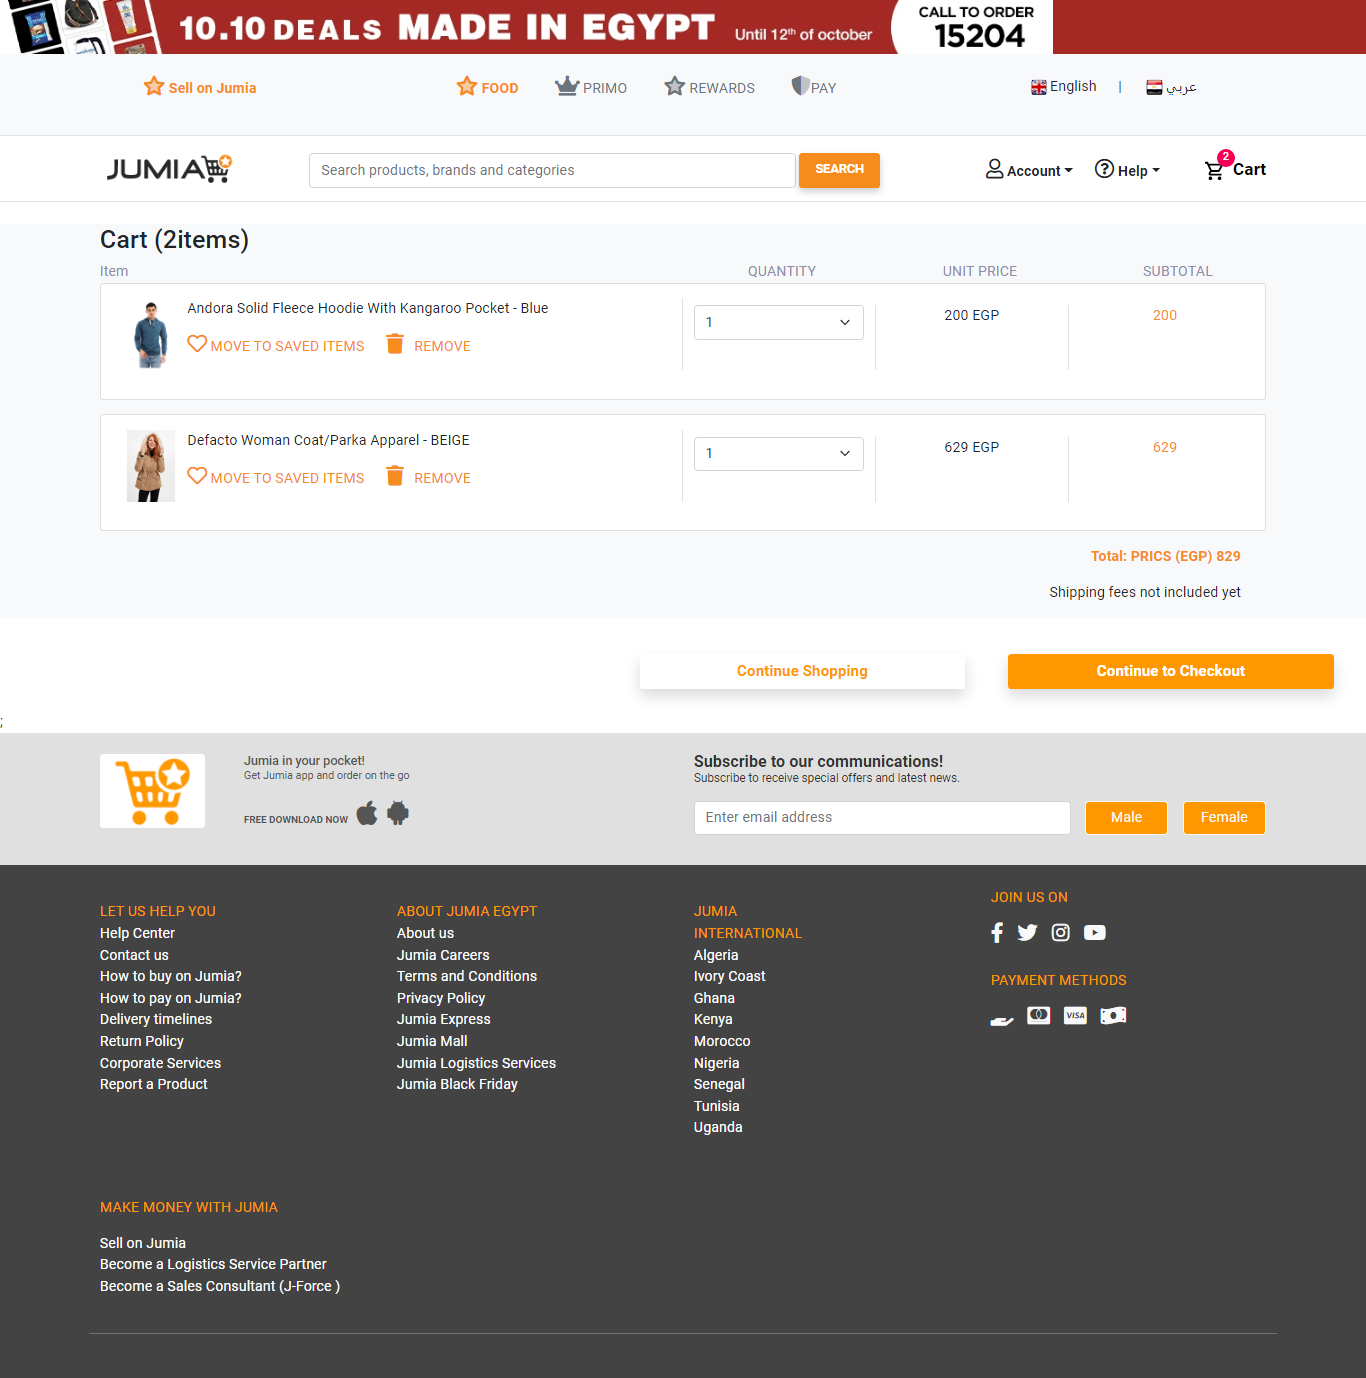 10.10 DEALS MADE IN EGYPT Until 12th of october CALL TO ORDER
15204
Sell on Jumia FOOD PRIMO REWARDS PAY English | عربي
JUMIA Search products, brands and categories SEARCH Account Help 2 Cart
Cart (2items)
Item QUANTITY UNIT PRICE SUBTOTAL
Andora Solid Fleece Hoodie With Kangaroo Pocket - Blue 1 200 EGP 200
MOVE TO SAVED ITEMS REMOVE
Defacto Woman Coat/Parka Apparel - BEIGE 1 629 EGP 629
MOVE TO SAVED ITEMS REMOVE
Total: PRICS (EGP) 829
Shipping fees not included yet
Continue Shopping Continue to Checkout
;
Jumia in your pocket!
Get Jumia app and order on the go
FREE DOWNLOAD NOW
Subscribe to our communications!
Subscribe to receive special offers and latest news.
Enter email address Male Female
LET US HELP YOU
Help Center
Contact us
How to buy on Jumia?
How to pay on Jumia?
Delivery timelines
Return Policy
Corporate Services
Report a Product
ABOUT JUMIA EGYPT
About us
Jumia Careers
Terms and Conditions
Privacy Policy
Jumia Express
Jumia Mall
Jumia Logistics Services
Jumia Black Friday
JUMIA
INTERNATIONAL
Algeria
Ivory Coast
Ghana
Kenya
Morocco
Nigeria
Senegal
Tunisia
Uganda
JOIN US ON
PAYMENT METHODS
VISA
MAKE MONEY WITH JUMIA
Sell on Jumia
Become a Logistics Service Partner
Become a Sales Consultant (J-Force )